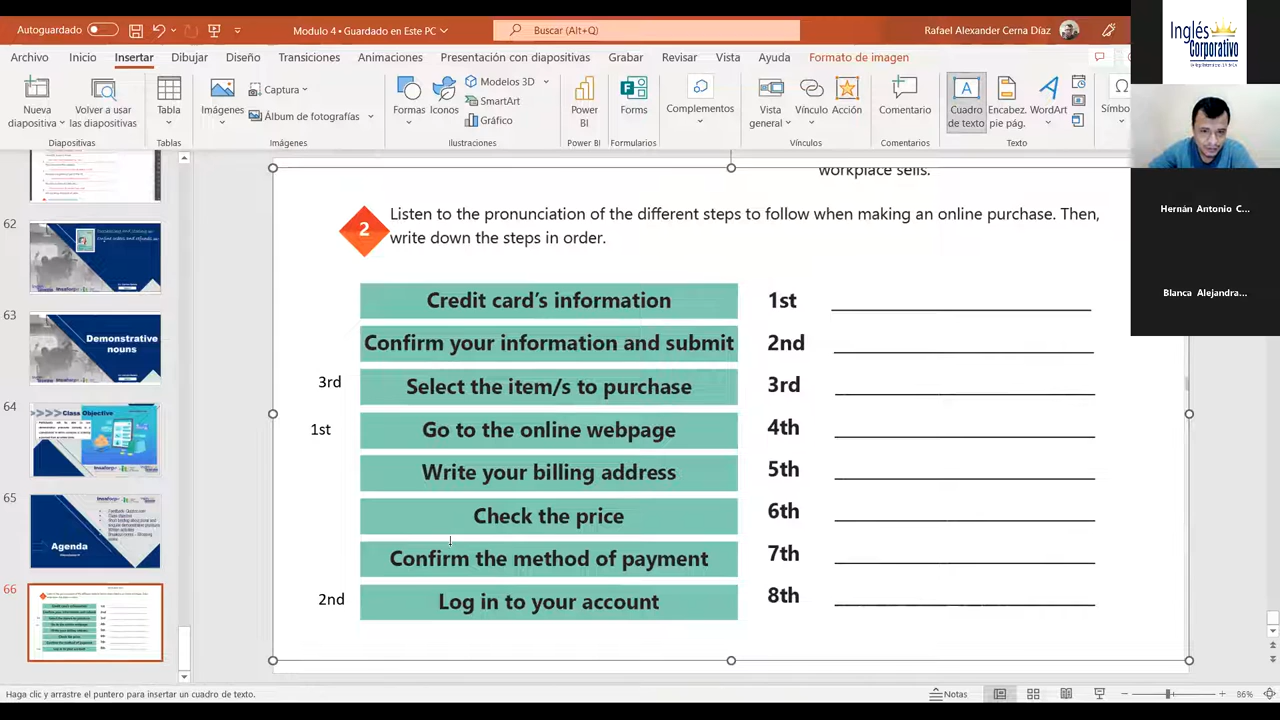 Autoguardado
Modulo 4 • Guardado en Este PC
Buscar (Alt+Q)
Rafael Alexander Cerna Díaz
Inglés
Corporativo
Archivo Inicio Insertar Dibujar Diseño Transiciones Animaciones Presentación con diapositivas Grabar Revisar Vista Ayuda Formato de imagen
Nueva diapositiva
Volver a usar las diapositivas
Tabla
Imágenes
Captura
Álbum de fotografías
Formas
Iconos
Modelos 3D
SmartArt
Gráfico
Power BI
Forms
Complementos
Vista general
Vínculo
Acción
Comentario
Cuadro de texto
Encabez. pie pág.
WordArt
Símbo
Diapositivas Tablas Imágenes Ilustraciones Power BI Formularios Vínculos Comentarios Texto
Hernán Antonio C...
Blanca Alejandra...
62
63
Demonstrative nouns
64
Class Objective
65
Agenda
66
workplace sells.
2
Listen to the pronunciation of the different steps to follow when making an online purchase. Then,
write down the steps in order.
Credit card's information 1st
Confirm your information and submit 2nd
3rd Select the item/s to purchase 3rd
1st Go to the online webpage 4th
Write your billing address 5th
Check the price 6th
Confirm the method of payment 7th
2nd Log in to your account 8th
Haga clic y arrastre el puntero para insertar un cuadro de texto.
Notas
86%